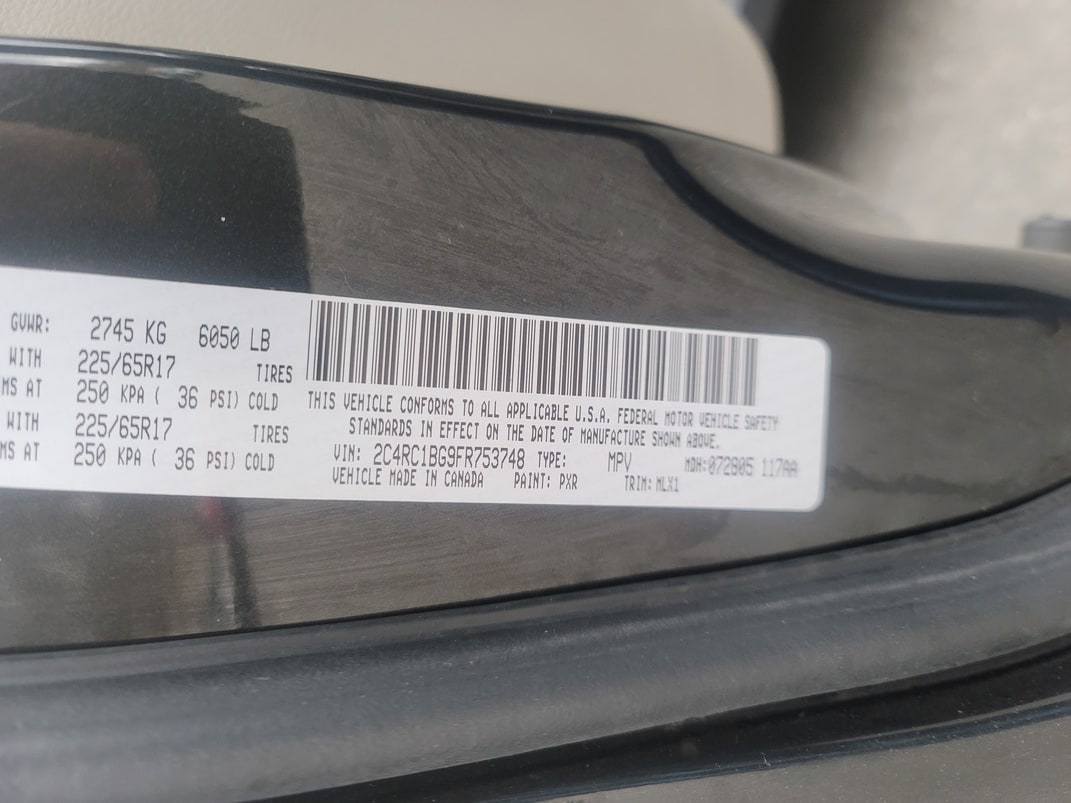 GVWR: 2745 KG 6050 LB
WITH 225/65R17 TIRES
MS AT 250 KPA ( 36 PSI) COLD
WITH 225/65R17 TIRES
MS AT 250 KPA ( 36 PSI) COLD
THIS VEHICLE CONFORMS TO ALL APPLICABLE U.S.A. FEDERAL MOTOR VEHICLE SAFETY
STANDARDS IN EFFECT ON THE DATE OF MANUFACTURE SHOWN ABOVE.
VIN: 2C4RC1BG9FR753748 TYPE: MPV MDH:072805 117AA
VEHICLE MADE IN CANADA PAINT: PXR TRIM: MLX1